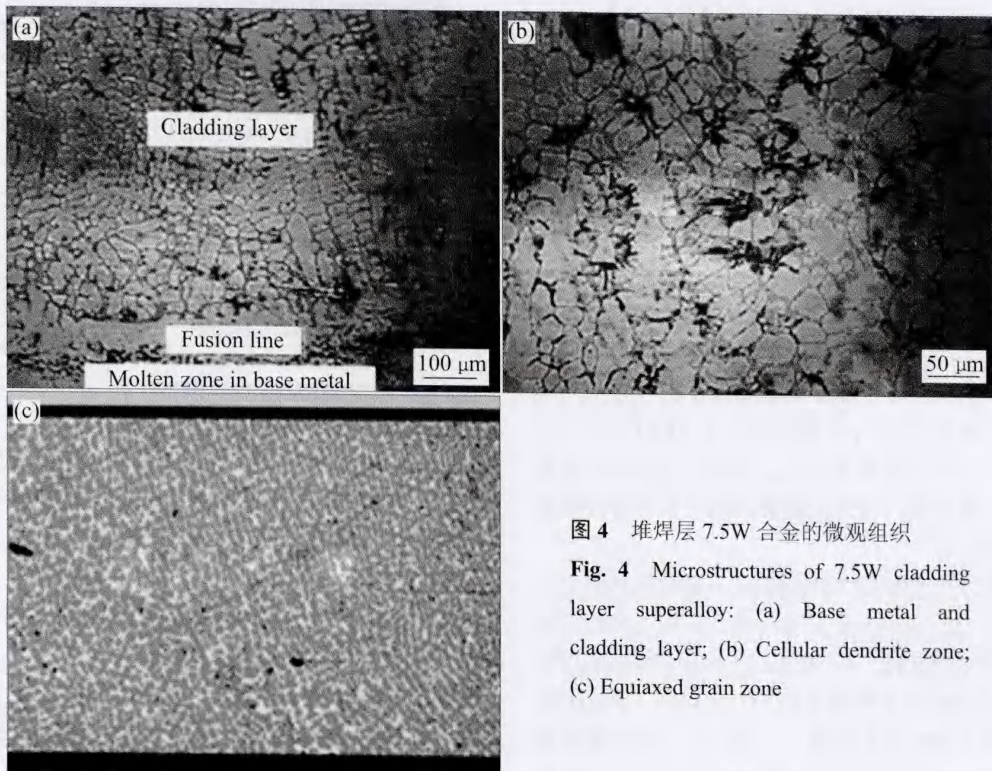 (a)
Cladding layer
Fusion line
100 μm
Molten zone in base metal
(b)
50 μm
(c)
图 4 堆焊层 7.5W 合金的微观组织
Fig. 4 Microstructures of 7.5W cladding
layer superalloy: (a) Base metal and
cladding layer; (b) Cellular dendrite zone;
(c) Equiaxed grain zone